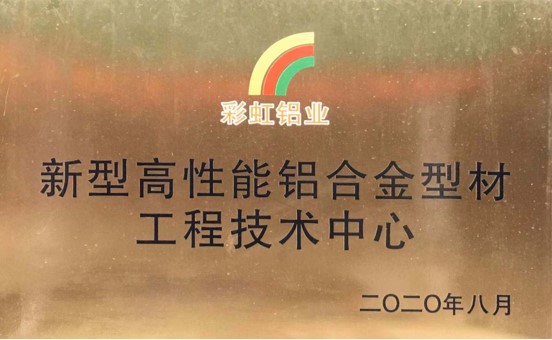 彩虹铝业
新型高性能铝合金型材
工程技术中心
二〇二〇年八月